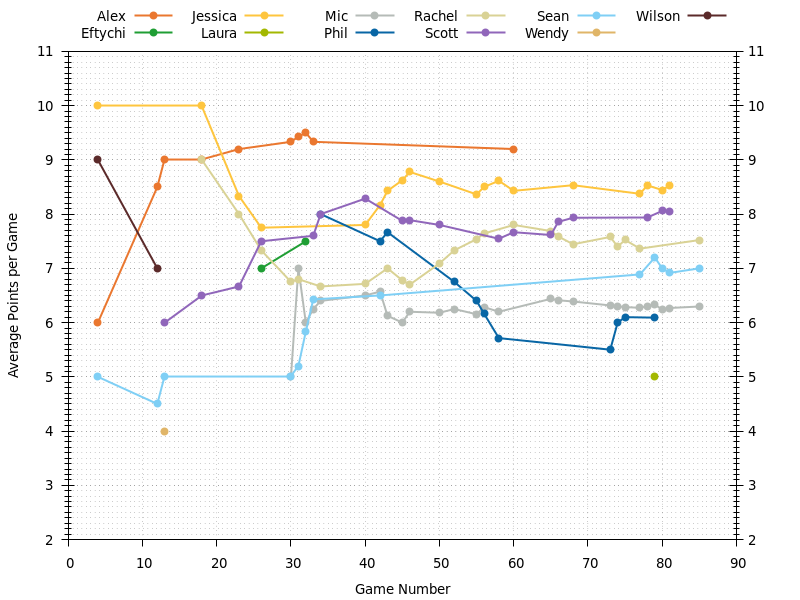 Alex Jessica Mic Rachel Sean Wilson
Eftychi Laura Phil Scott Wendy
11 11
10 10
9 9
8 8
7 7
6 6
5 5
4 4
3 3
2 2
0 10 20 30 40 50 60 70 80 90
Average Points per Game
Game Number